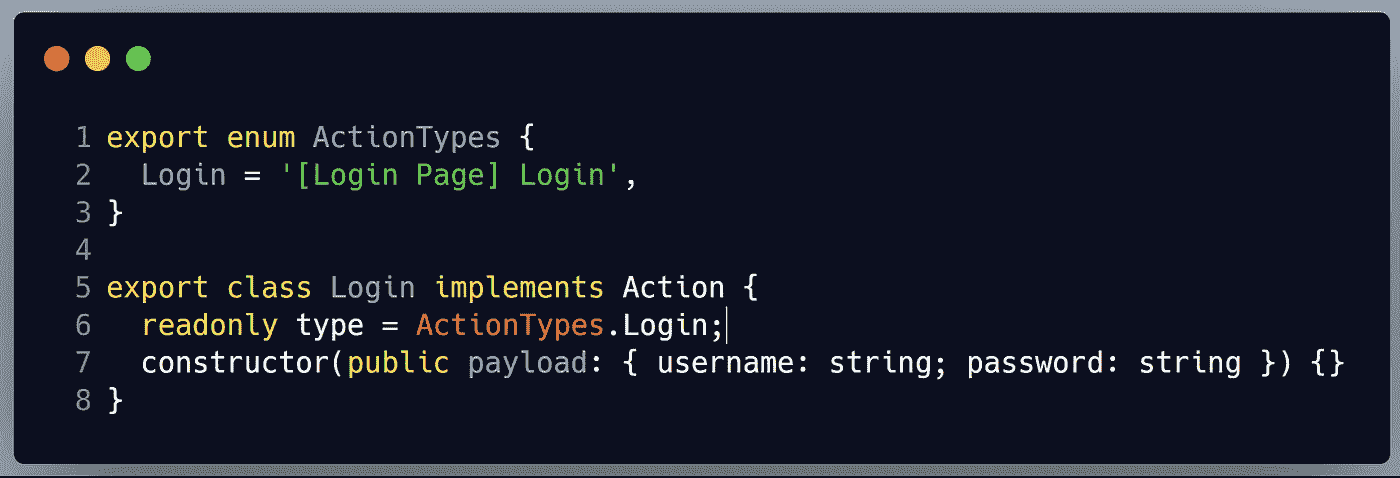 1 export enum ActionTypes {
2   Login = '[Login Page] Login',
3 }
4
5 export class Login implements Action {
6   readonly type = ActionTypes.Login;
7   constructor(public payload: { username: string; password: string }) {}
8 }